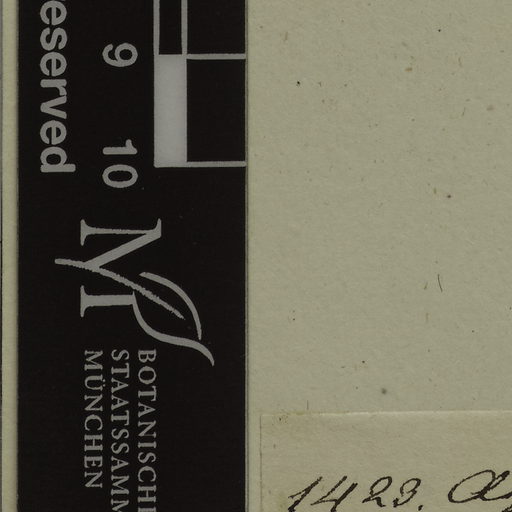 eserved
9
10
BOTANISCHE
STAATSSAMM
MÜNCHEN
1423.